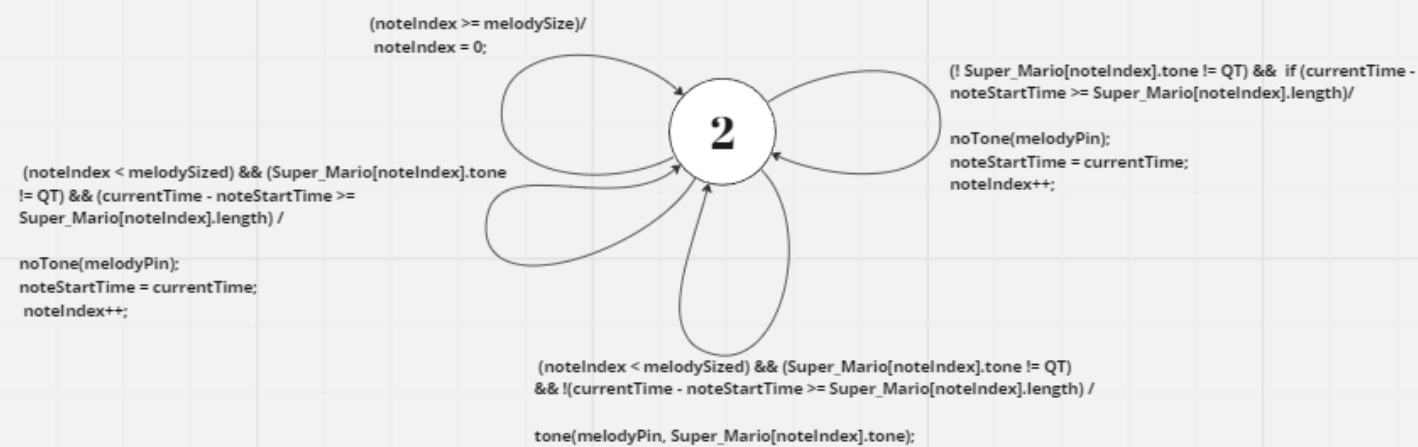 (noteIndex >= melodySize)/
noteIndex = 0;
(! Super_Mario[noteIndex].tone != QT) && if (currentTime -
noteStartTime >= Super_Mario[noteIndex].length)/
noTone(melodyPin);
noteStartTime = currentTime;
noteIndex++;
2
(noteIndex < melodySized) && (Super_Mario[noteIndex].tone
!= QT) && (currentTime - noteStartTime >=
Super_Mario[noteIndex].length) /
noTone(melodyPin);
noteStartTime = currentTime;
noteIndex++;
(noteIndex < melodySized) && (Super_Mario[noteIndex].tone != QT)
&& !(currentTime - noteStartTime >= Super_Mario[noteIndex].length) /
tone(melodyPin, Super_Mario[noteIndex].tone);